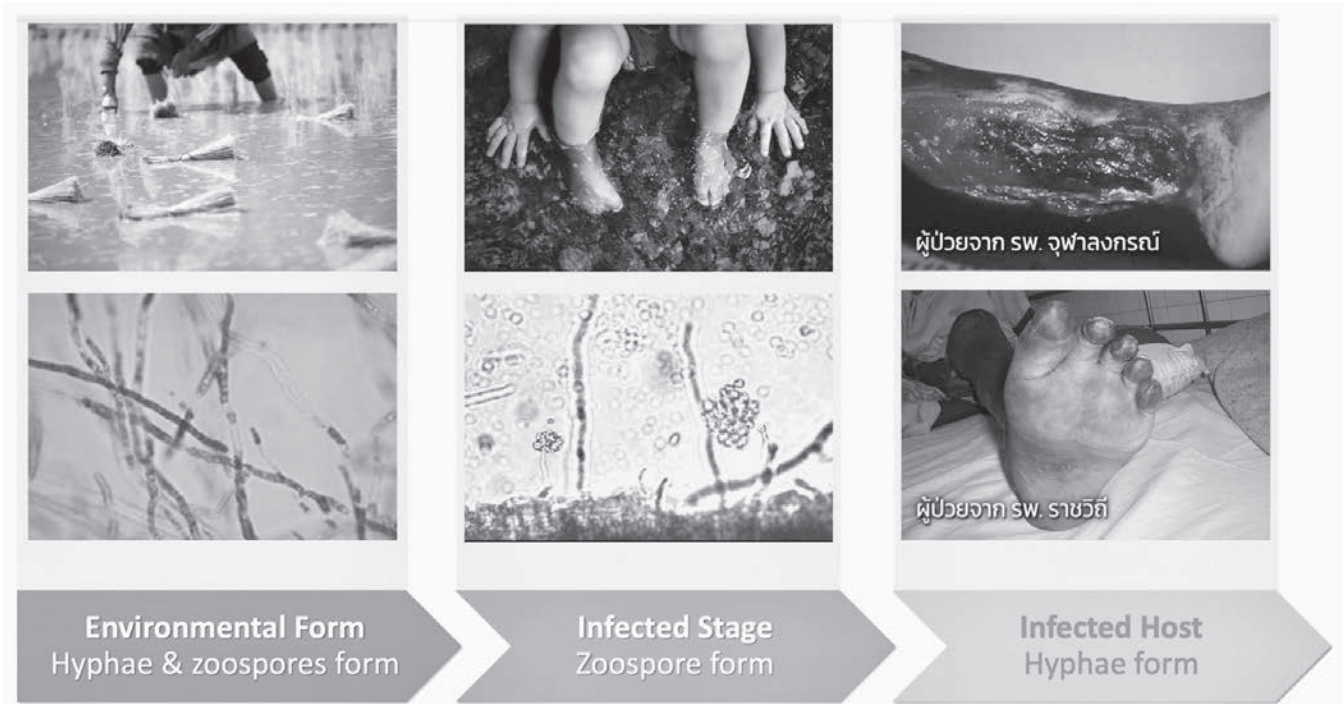 ผู้ป่วยจาก รพ. จุฬาลงกรณ์
ผู้ป่วยจาก รพ. ราชวิถี
Environmental Form
Hyphae & zoospores form
Infected Stage
Zoospore form
Infected Host
Hyphae form